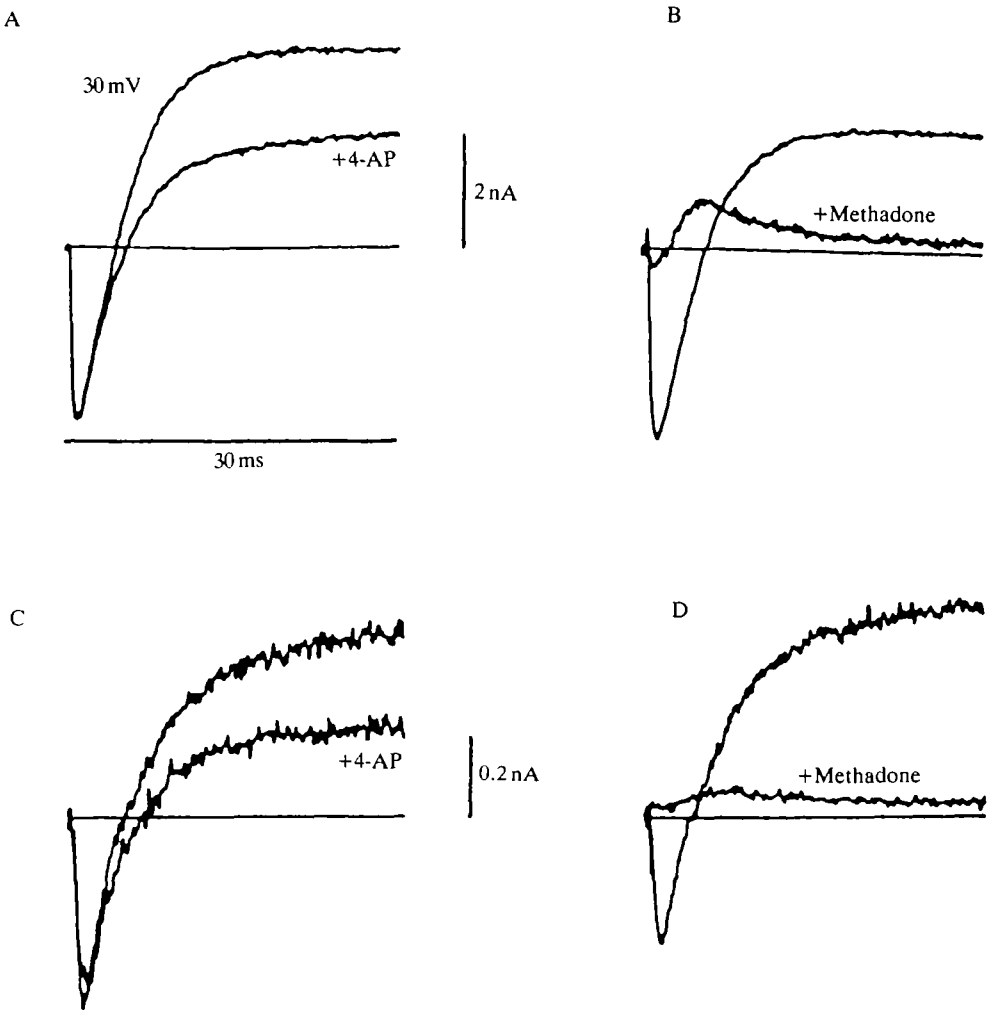 A
30 mV
+4-AP
2 nA
30 ms
B
+Methadone
C
+4-AP
0.2 nA
D
+Methadone